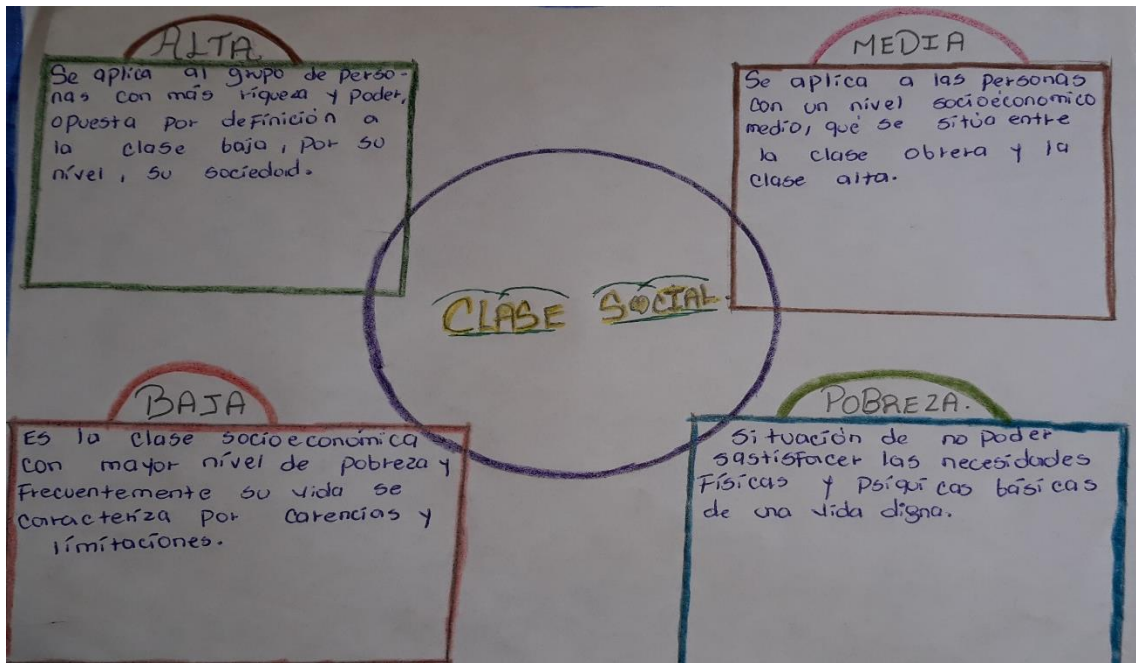 ALTA
Se aplica al grupo de perso-
nas con más riqueza y poder,
opuesta por definición a
la clase baja, por su
nivel, su sociedad.
MEDIA
Se aplica a las personas
con un nivel socioeconomico
medio, qué se sitúa entre
la clase obrera y la
clase alta.
CLASE SOCIAL.
BAJA
Es la clase socioeconómica
con mayor nivel de pobreza y
Frecuentemente su vida se
caracteriza por carencias y
limitaciones.
POBREZA.
Situación de no poder
sastisfacer las necesidades
Físicas y psíquicas básicas
de una vida digna.